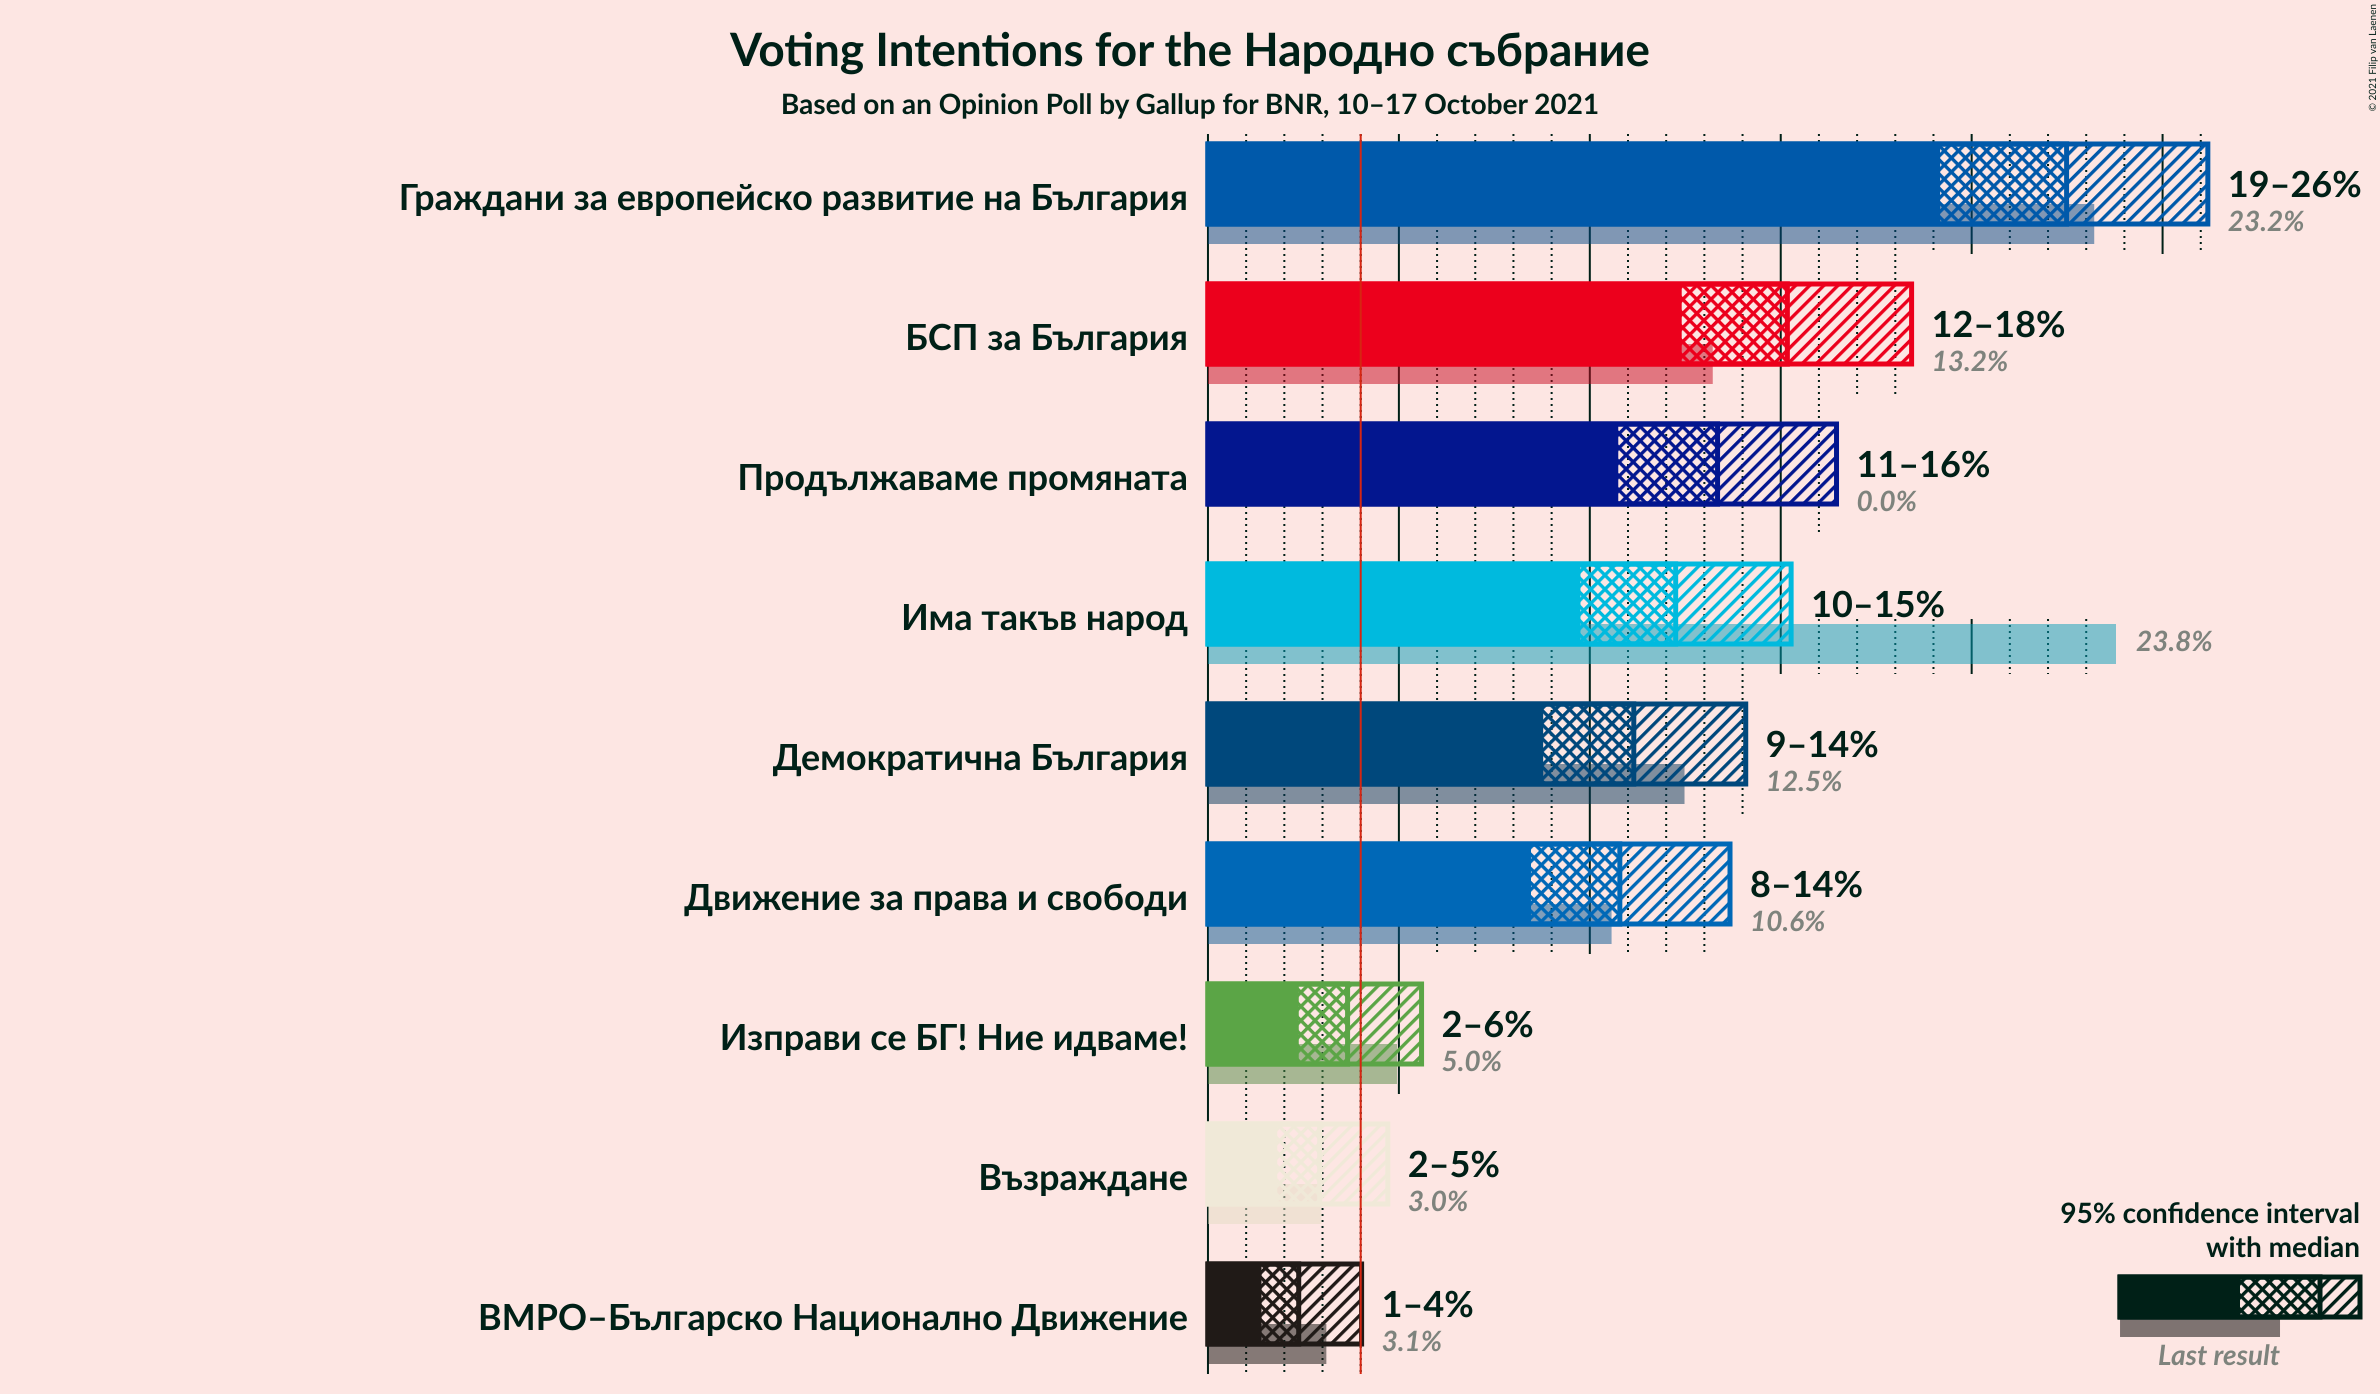 Voting Intentions for the Народно събрание
Based on an Opinion Poll by Gallup for BNR, 10–17 October 2021
© 2021 Filip van Laenen
Граждани за европейско развитие на България
19–26%
23.2%
БСП за България
12–18%
13.2%
Продължаваме промяната
11–16%
0.0%
Има такъв народ
10–15%
23.8%
Демократична България
9–14%
12.5%
Движение за права и свободи
8–14%
10.6%
Изправи се БГ! Ние идваме!
2–6%
5.0%
Възраждане
2–5%
3.0%
ВМРО–Българско Национално Движение
1–4%
3.1%
95% confidence interval
with median
Last result